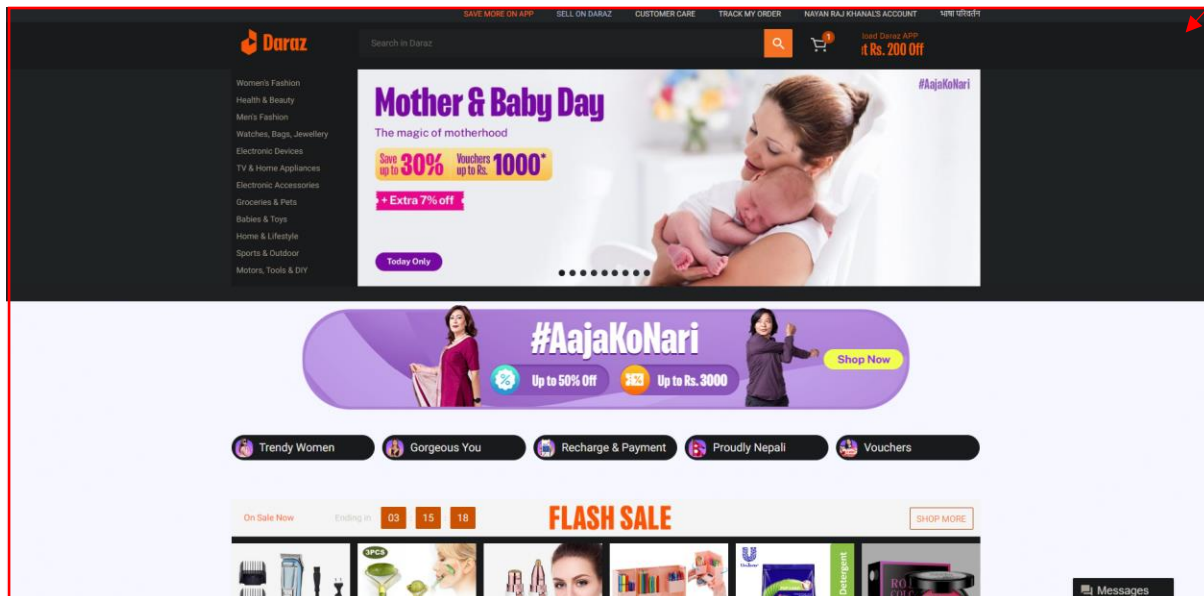 SAVE MORE ON APP SELL ON DARAZ CUSTOMER CARE TRACK MY ORDER NAYAN RAJ KHANAL'S ACCOUNT भाषा परिवर्तन
Daraz
Search in Daraz
1
load Daraz APP
t Rs. 200 Off
Women's Fashion
Health & Beauty
Men's Fashion
Watches, Bags, Jewellery
Electronic Devices
TV & Home Appliances
Electronic Accessories
Groceries & Pets
Babies & Toys
Home & Lifestyle
Sports & Outdoor
Motors, Tools & DIY
#AajaKoNari
Mother & Baby Day
The magic of motherhood
Save up to 30% Vouchers up to Rs. 1000*
+ Extra 7% off
Today Only
#AajaKoNari
Up to 50% Off Up to Rs. 3000
Shop Now
Trendy Women Gorgeous You Recharge & Payment Proudly Nepali Vouchers
On Sale Now Ending in 03 15 18 FLASH SALE SHOP MORE
3PCS
Unilever
Detergent
Messages